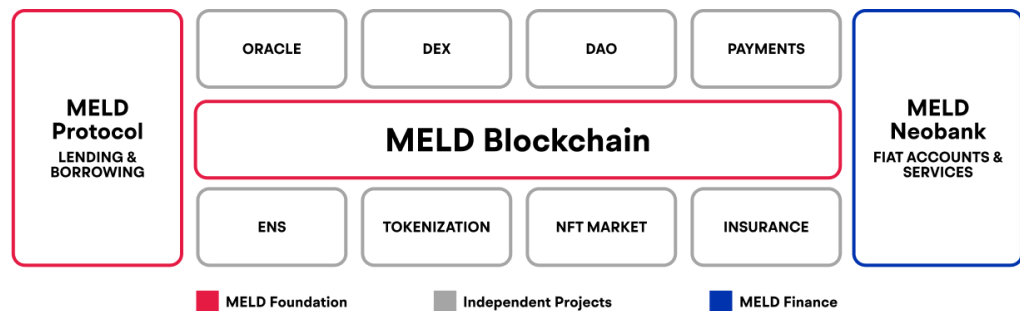 ORACLE
DEX
DAO
PAYMENTS
MELD
Protocol
LENDING &
BORROWING
MELD Blockchain
MELD
Neobank
FIAT ACCOUNTS &
SERVICES
ENS
TOKENIZATION
NFT MARKET
INSURANCE
MELD Foundation
Independent Projects
MELD Finance